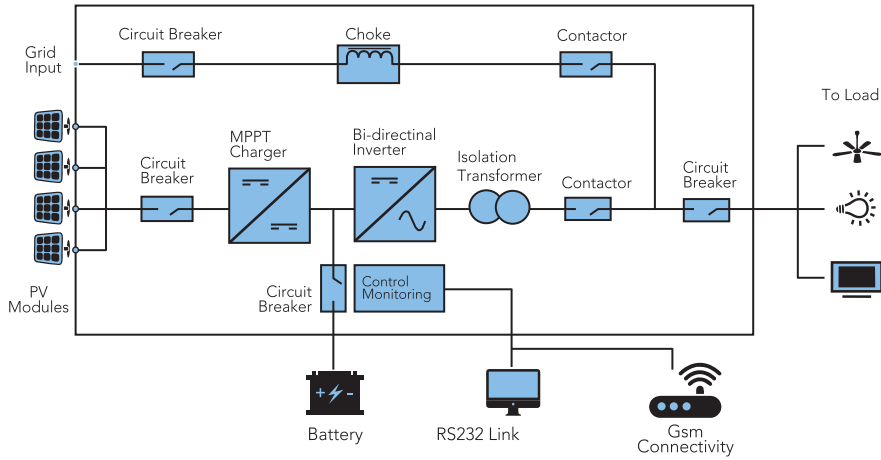 Circuit Breaker
Choke
Contactor
Grid
Input
To Load
MPPT
Charger
Bi-directinal
Inverter
Isolation
Transformer
Circuit
Breaker
Contactor
Circuit
Breaker
PV
Modules
Circuit
Breaker
Control
Monitoring
+ -
Battery
RS232 Link
Gsm
Connectivity